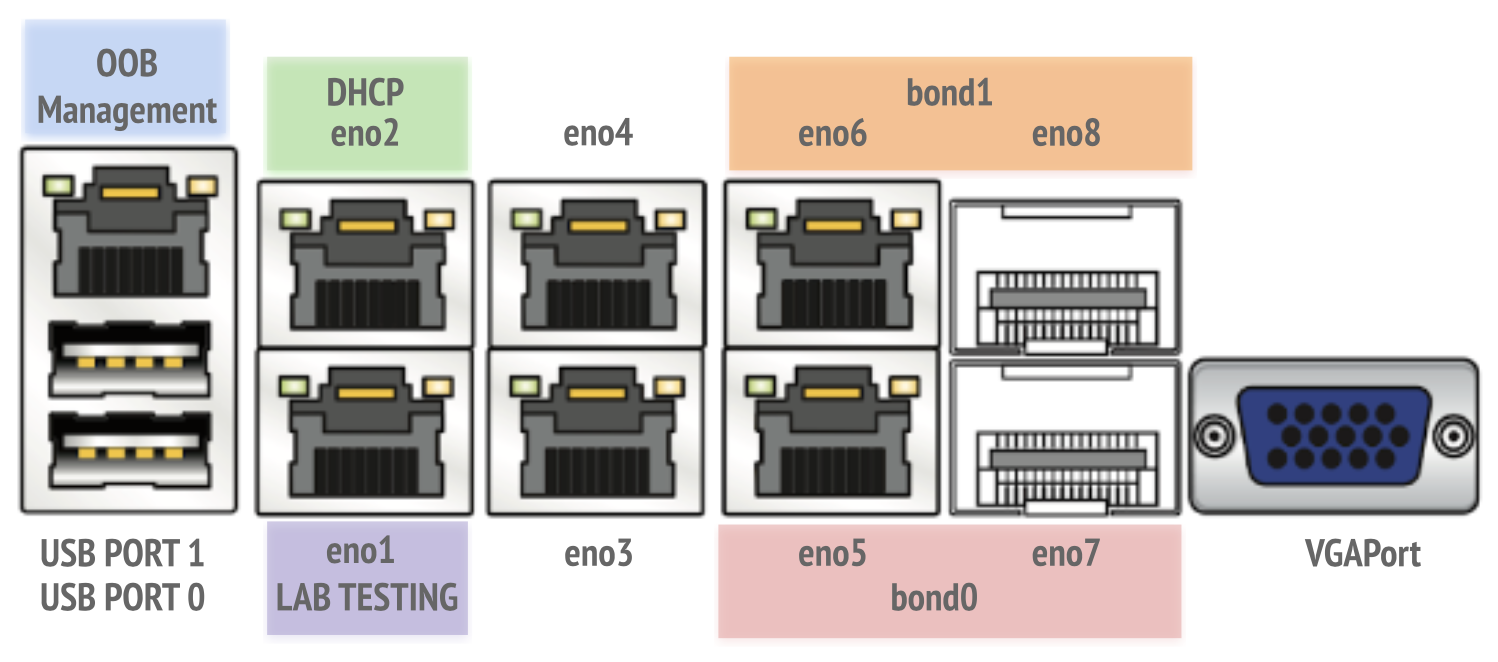 OOB
Management
DHCP
eno2
eno4
bond1
eno6 eno8
USB PORT 1
USB PORT 0
eno1
LAB TESTING
eno3
eno5 eno7
bond0
VGAPort